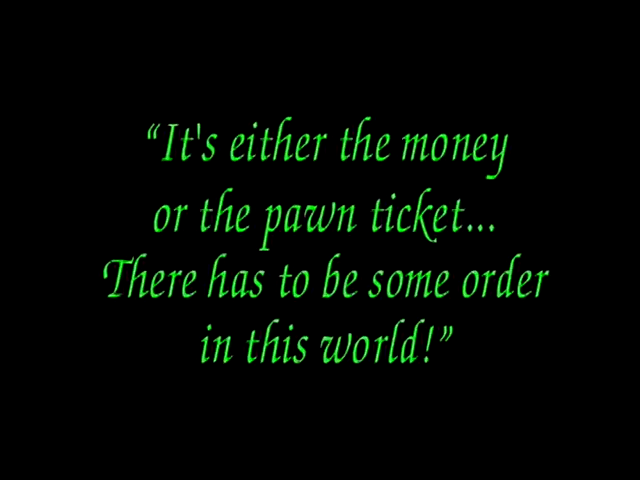 “It's either the money
or the pawn ticket...
There has to be some order
in this world!”